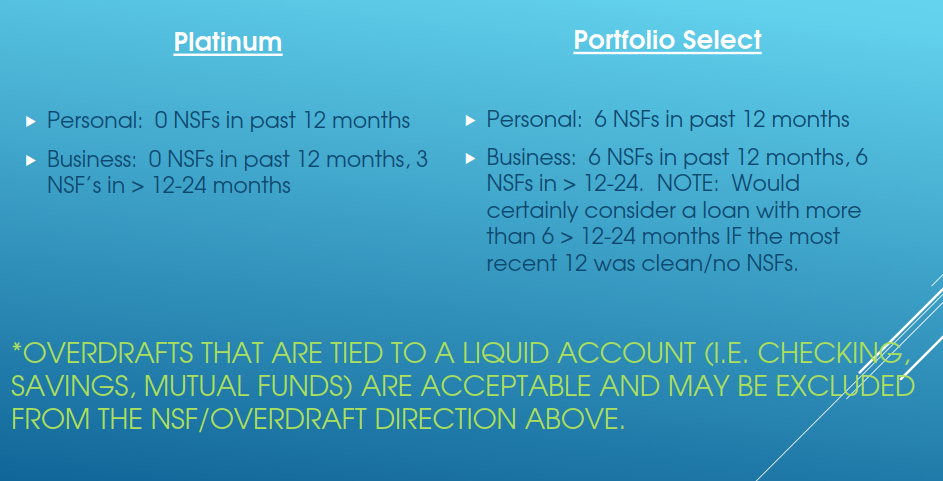 Platinum
Personal:  0 NSFs in past 12 months
Business:  0 NSFs in past 12 months, 3
NSF's in > 12-24 months
Portfolio Select
Personal:  6 NSFs in past 12 months
Business:  6 NSFs in past 12 months, 6
NSFs in > 12-24.  NOTE:  Would
certainly consider a loan with more
than 6 > 12-24 months IF the most
recent 12 was clean/no NSFs.
*OVERDRAFTS THAT ARE TIED TO A LIQUID ACCOUNT (I.E. CHECKING,
SAVINGS, MUTUAL FUNDS) ARE ACCEPTABLE AND MAY BE EXCLUDED
FROM THE NSF/OVERDRAFT DIRECTION ABOVE.